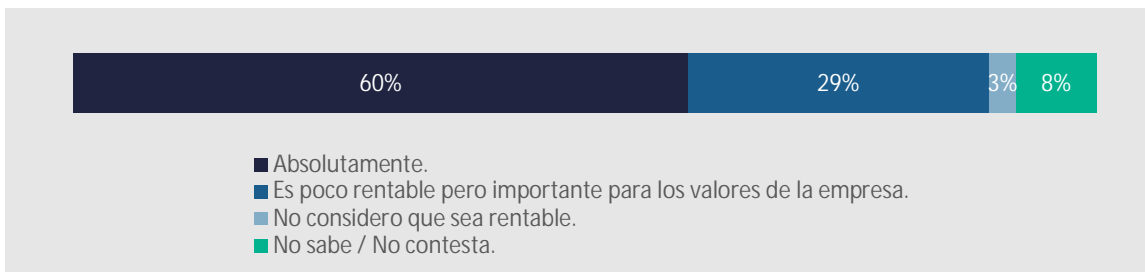 60% 29% 3% 8%
Absolutamente.
Es poco rentable pero importante para los valores de la empresa.
No considero que sea rentable.
No sabe / No contesta.